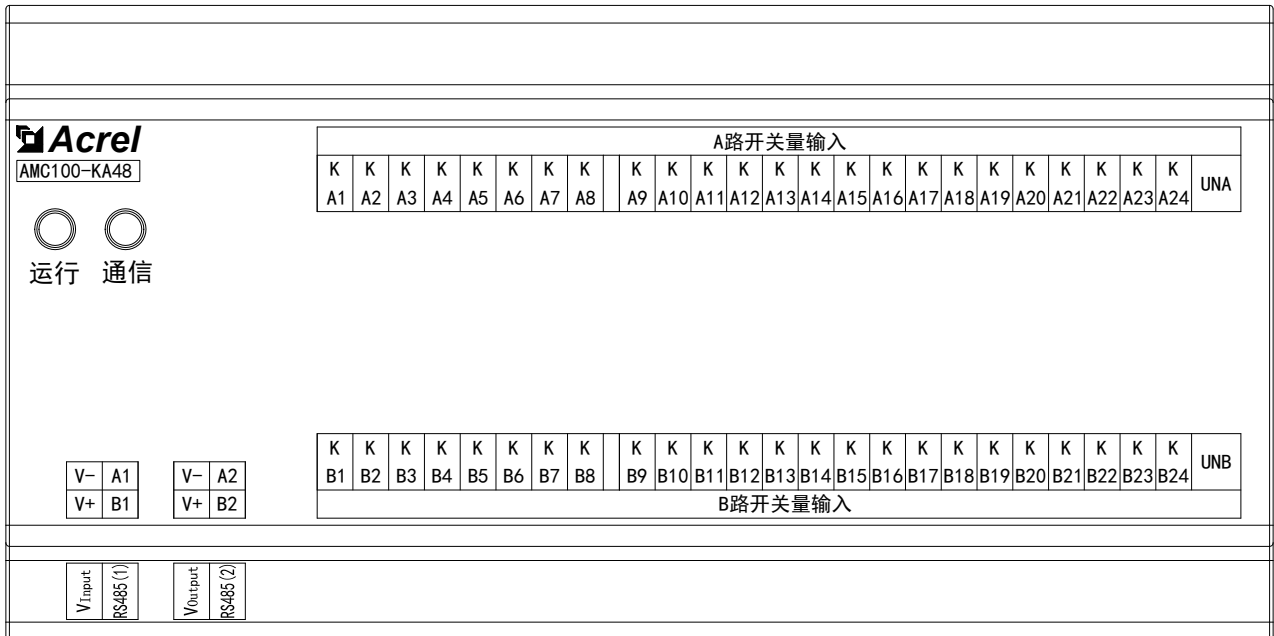 Acrel
AMC100-KA48
运行 通信
A路开关量输入
K K K K K K K K K K K K K K K K K K K K K K K K
A1 A2 A3 A4 A5 A6 A7 A8 A9 A10 A11 A12 A13 A14 A15 A16 A17 A18 A19 A20 A21 A22 A23 A24 UNA
K K K K K K K K K K K K K K K K K K K K K K K K
B1 B2 B3 B4 B5 B6 B7 B8 B9 B10 B11 B12 B13 B14 B15 B16 B17 B18 B19 B20 B21 B22 B23 B24 UNB
B路开关量输入
V- A1 V- A2
V+ B1 V+ B2
VInput RS485(1) VOutput RS485(2)